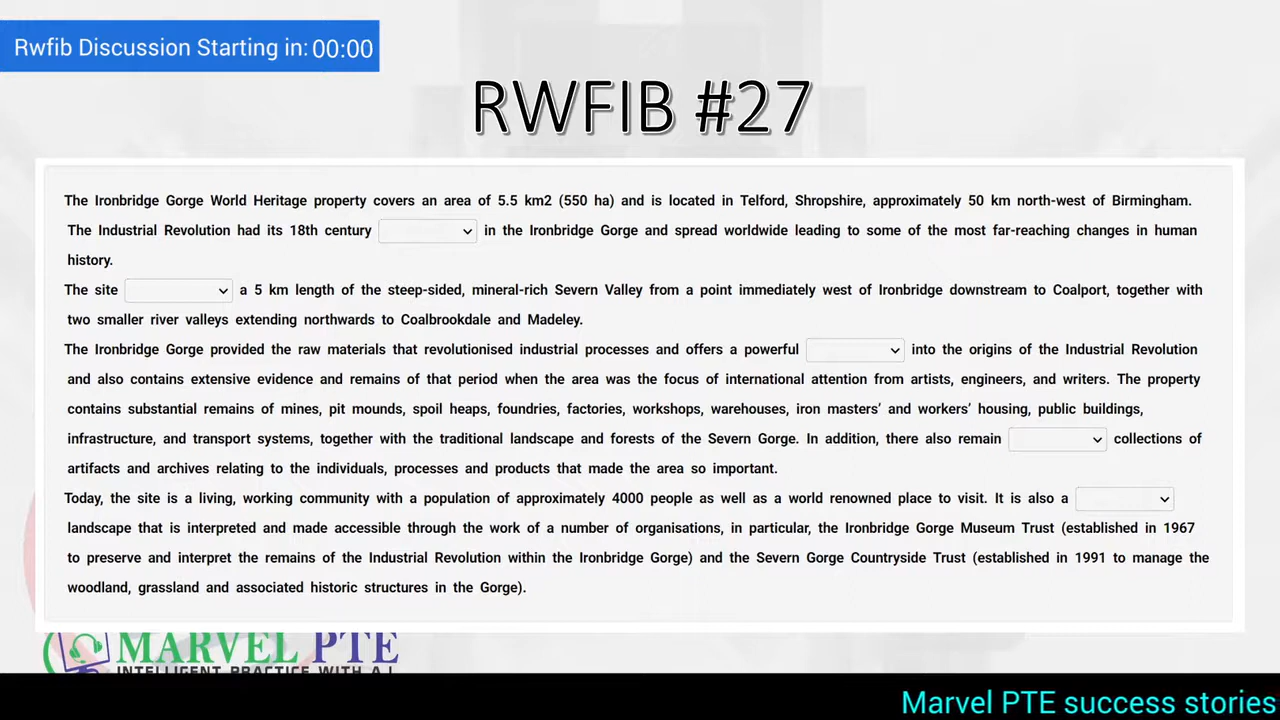 Rwfib Discussion Starting in: 00:00
RWFIB #27
The Ironbridge Gorge World Heritage property covers an area of 5.5 km2 (550 ha) and is located in Telford, Shropshire, approximately 50 km north-west of Birmingham.
The Industrial Revolution had its 18th century in the Ironbridge Gorge and spread worldwide leading to some of the most far-reaching changes in human
history.
The site a 5 km length of the steep-sided, mineral-rich Severn Valley from a point immediately west of Ironbridge downstream to Coalport, together with
two smaller river valleys extending northwards to Coalbrookdale and Madeley.
The Ironbridge Gorge provided the raw materials that revolutionised industrial processes and offers a powerful into the origins of the Industrial Revolution
and also contains extensive evidence and remains of that period when the area was the focus of international attention from artists, engineers, and writers. The property
contains substantial remains of mines, pit mounds, spoil heaps, foundries, factories, workshops, warehouses, iron masters’ and workers’ housing, public buildings,
infrastructure, and transport systems, together with the traditional landscape and forests of the Severn Gorge. In addition, there also remain collections of
artifacts and archives relating to the individuals, processes and products that made the area so important.
Today, the site is a living, working community with a population of approximately 4000 people as well as a world renowned place to visit. It is also a
landscape that is interpreted and made accessible through the work of a number of organisations, in particular, the Ironbridge Gorge Museum Trust (established in 1967
to preserve and interpret the remains of the Industrial Revolution within the Ironbridge Gorge) and the Severn Gorge Countryside Trust (established in 1991 to manage the
woodland, grassland and associated historic structures in the Gorge).
MARVEL PTE
INTELLIGENT PRACTICE WITH A.I
Marvel PTE success stories